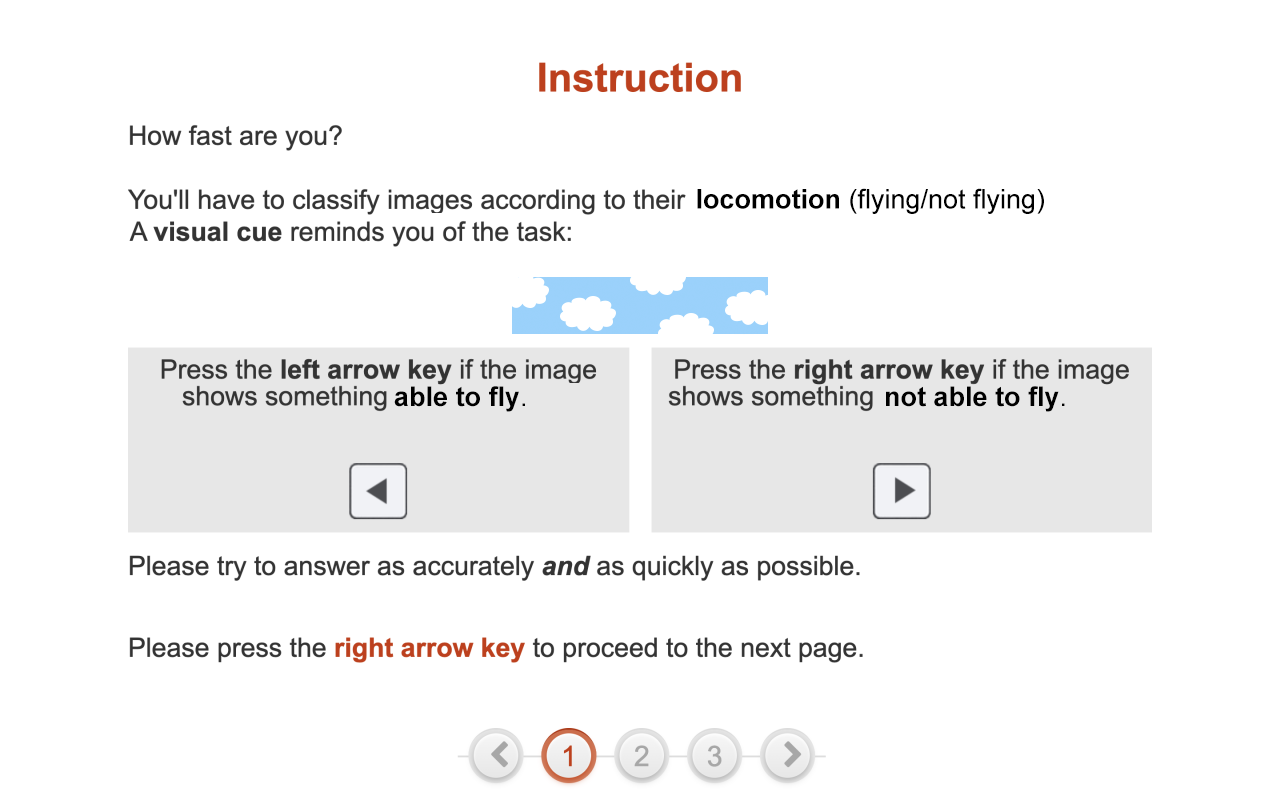 Instruction
How fast are you?
You'll have to classify images according to their locomotion (flying/not flying)
A visual cue reminds you of the task:
Press the left arrow key if the image
shows something able to fly.
Press the right arrow key if the image
shows something not able to fly.
Please try to answer as accurately and as quickly as possible.
Please press the right arrow key to proceed to the next page.
1 2 3